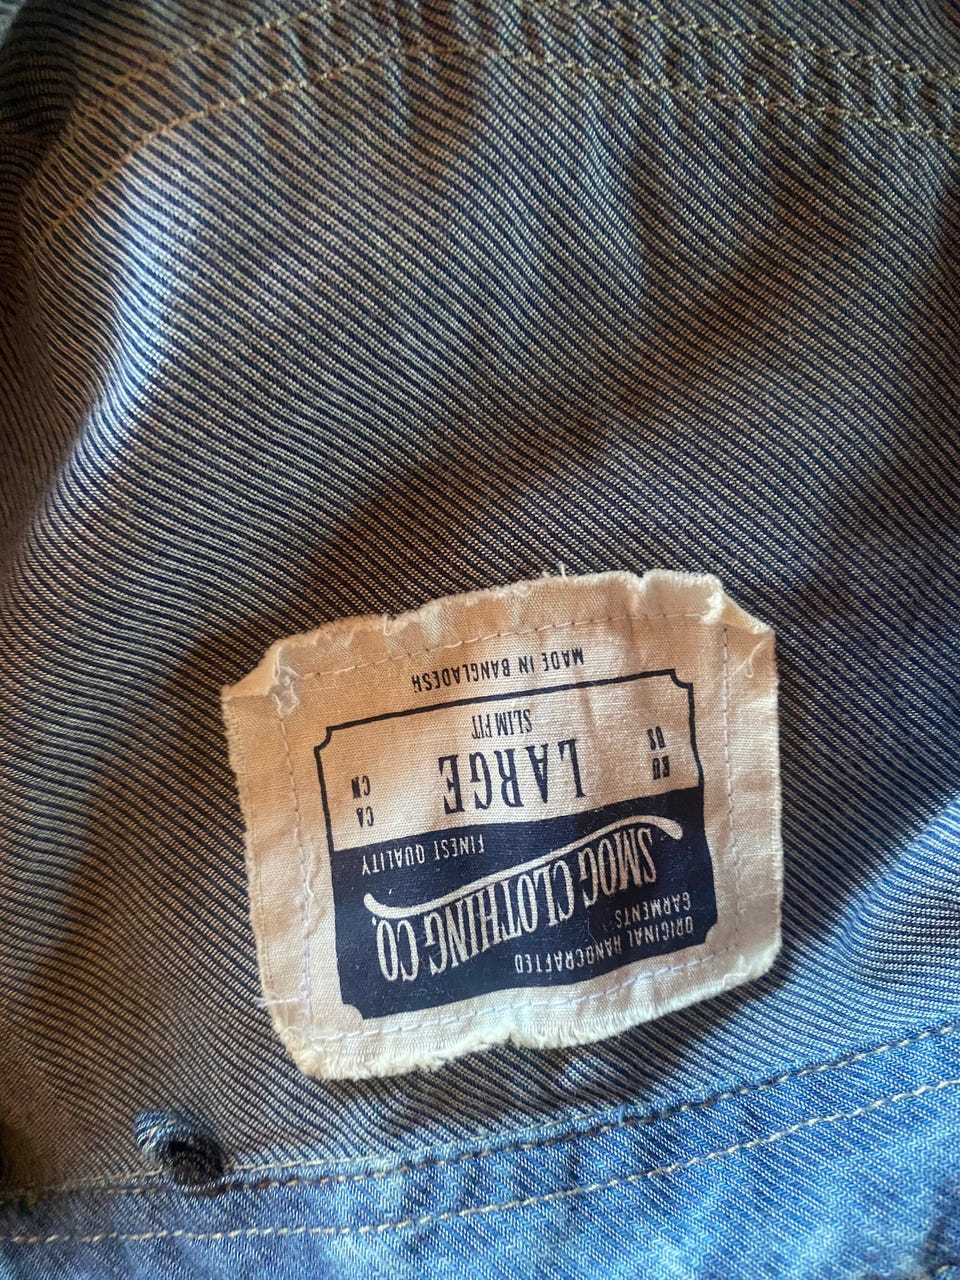 ORIGINAL HANDCRAFTED
GARMENTS
SMOG CLOTHING CO.
FINEST QUALITY
EU CA
US CN
LARGE
SLIM FIT
MADE IN BANGLADESH